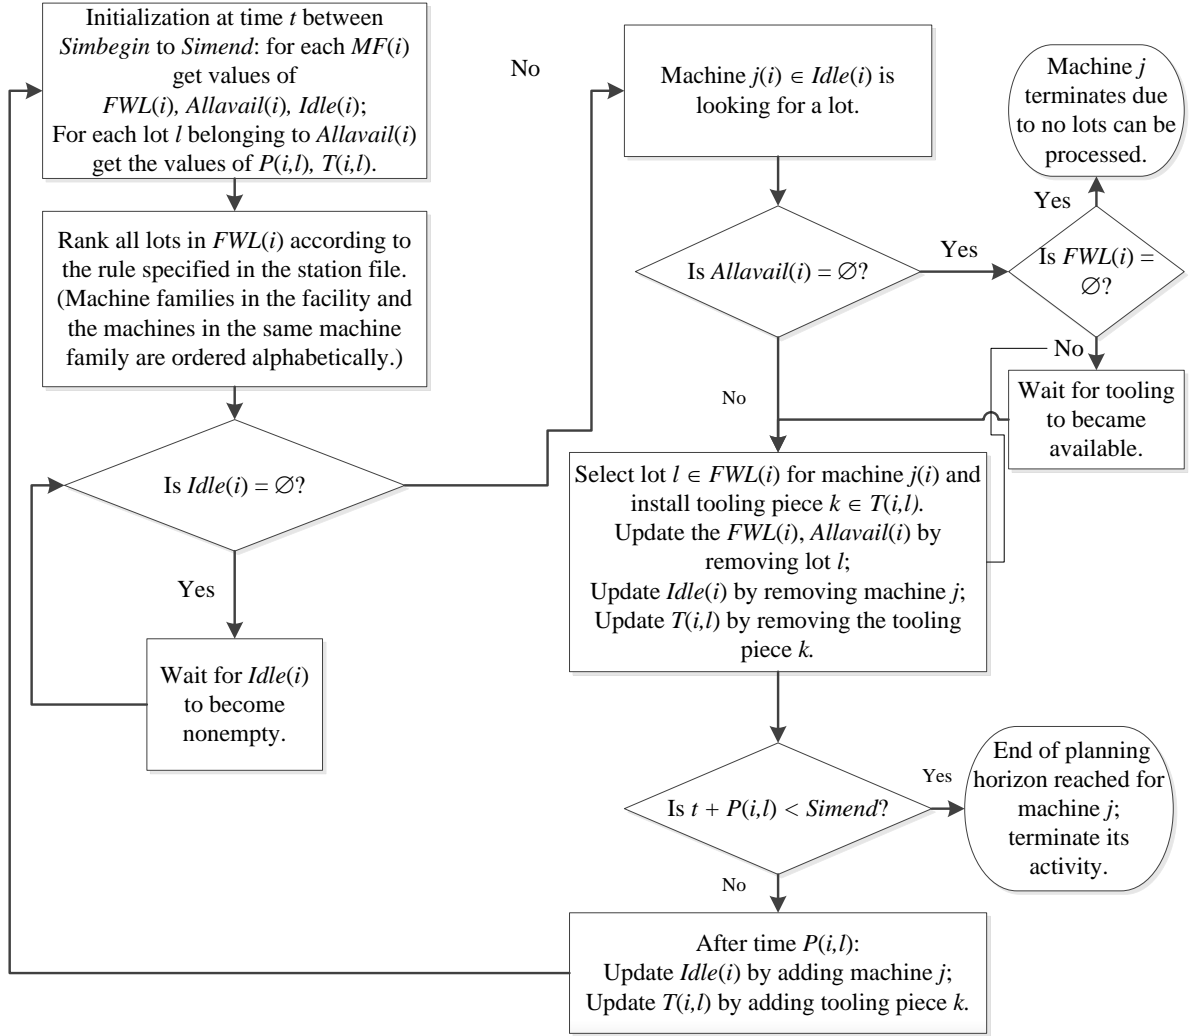 Initialization at time t between
Simbegin to Simend: for each MF(i)
get values of
FWL(i), Allavail(i), Idle(i);
For each lot l belonging to Allavail(i)
get the values of P(i,l), T(i,l).
Rank all lots in FWL(i) according to
the rule specified in the station file.
(Machine families in the facility and
the machines in the same machine
family are ordered alphabetically.)
Is Idle(i) = ∅?
Yes
Wait for Idle(i)
to become
nonempty.
No
Machine j(i) ∈ Idle(i) is
looking for a lot.
Is Allavail(i) = ∅?
Yes
Is FWL(i) =
∅?
Yes
Machine j
terminates due
to no lots can be
processed.
No
Wait for tooling
to became
available.
No
Select lot l ∈ FWL(i) for machine j(i) and
install tooling piece k ∈ T(i,l).
Update the FWL(i), Allavail(i) by
removing lot l;
Update Idle(i) by removing machine j;
Update T(i,l) by removing the tooling
piece k.
Is t + P(i,l) < Simend?
Yes
End of planning
horizon reached for
machine j;
terminate its
activity.
No
After time P(i,l):
Update Idle(i) by adding machine j;
Update T(i,l) by adding tooling piece k.